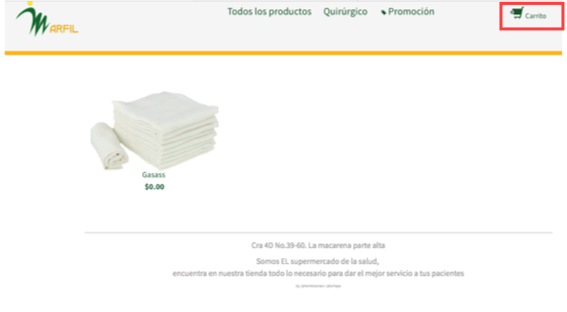 MARFIL
Todos los productos Quirúrgico Promoción
Carrito
Gasass
$0.00
Cra 40 No.39-60. La macarena parte alta
Somos EL supermercado de la salud,
encuentra en nuestra tienda todo lo necesario para dar el mejor servicio a tus pacientes